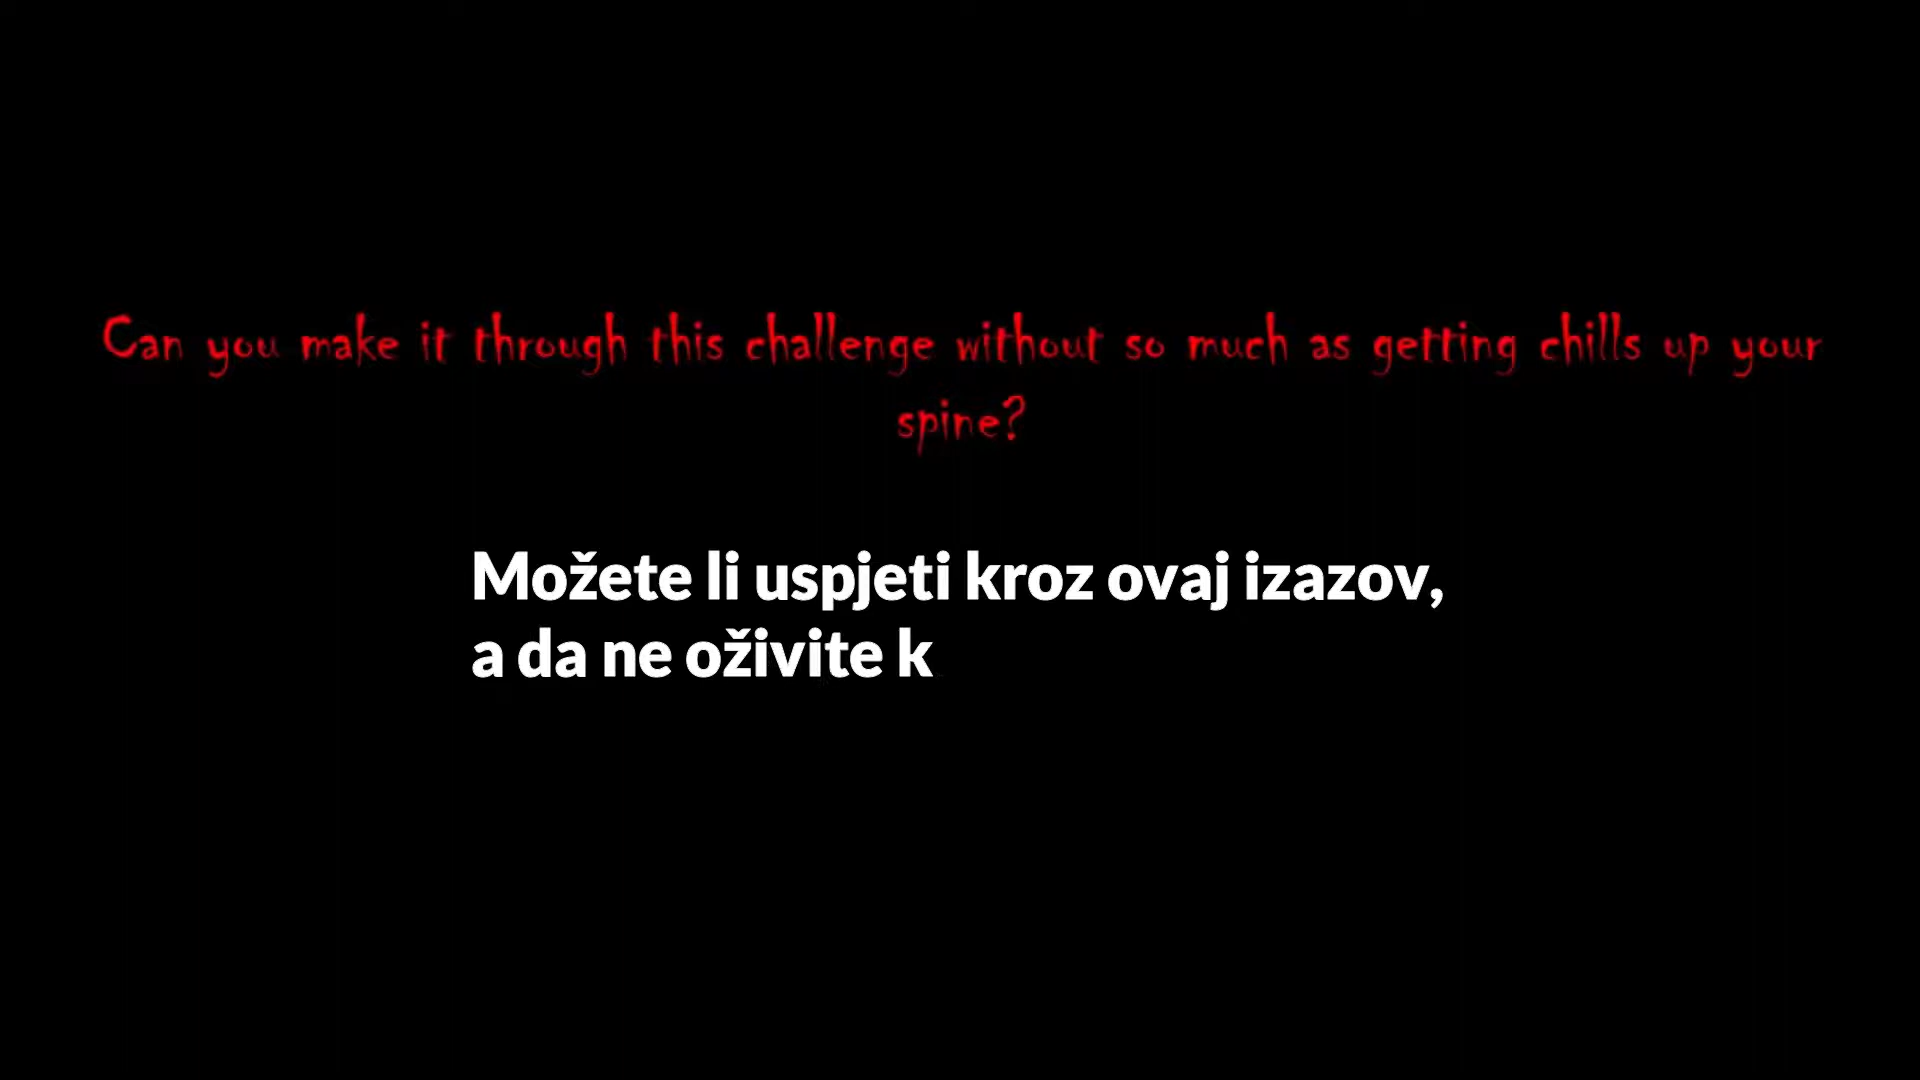 Can you make it through this challenge without so much as getting chills up your
spine?
Možete li uspjeti kroz ovaj izazov,
a da ne oživite k